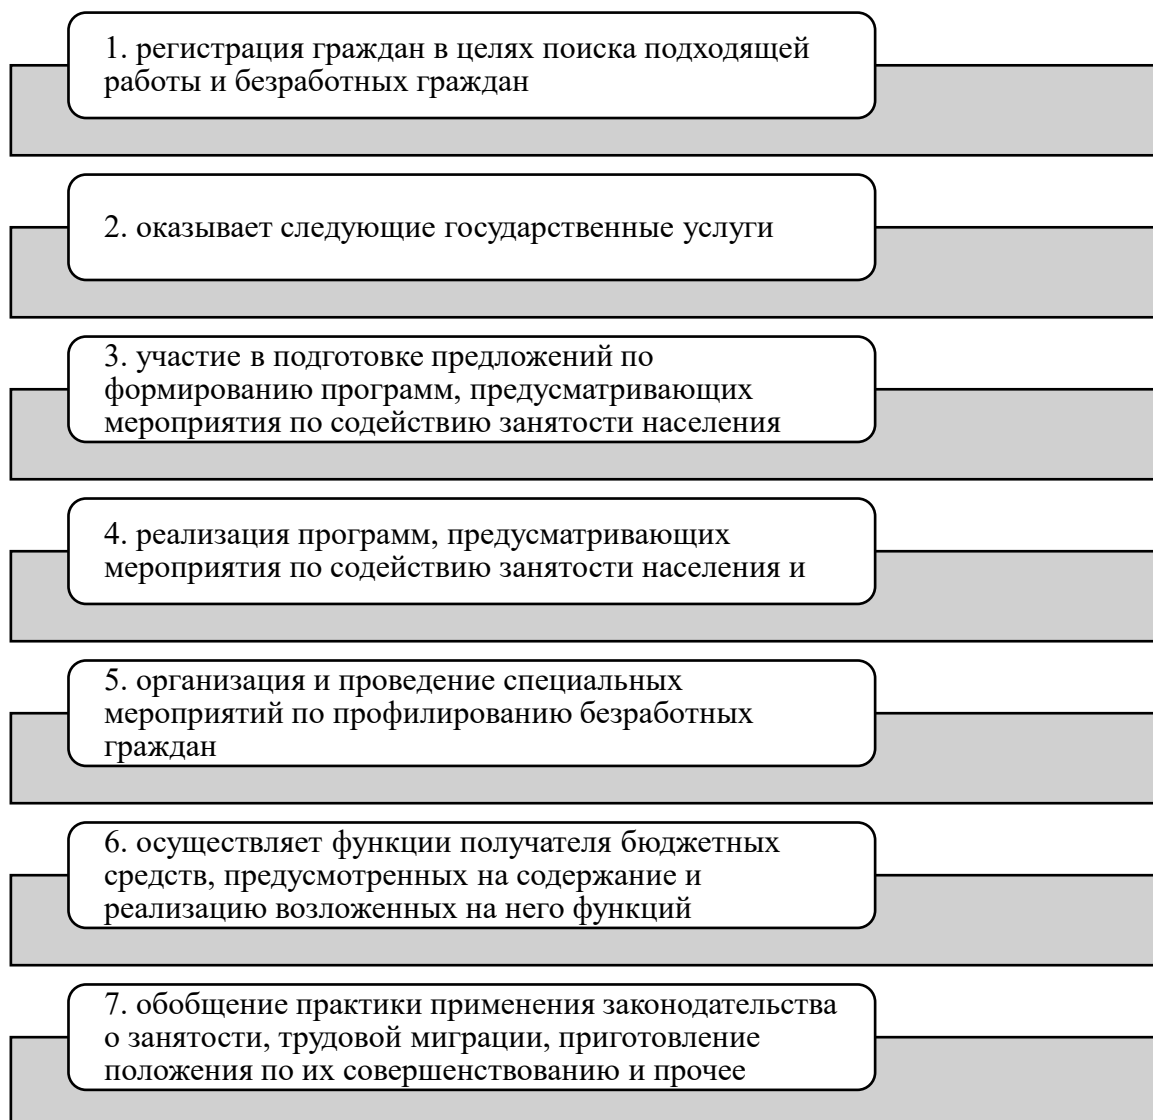 1. регистрация граждан в целях поиска подходящей
работы и безработных граждан
2. оказывает следующие государственные услуги
3. участие в подготовке предложений по
формированию программ, предусматривающих
мероприятия по содействию занятости населения
4. реализация программ, предусматривающих
мероприятия по содействию занятости населения и
5. организация и проведение специальных
мероприятий по профилированию безработных
граждан
6. осуществляет функции получателя бюджетных
средств, предусмотренных на содержание и
реализацию возложенных на него функций
7. обобщение практики применения законодательства
о занятости, трудовой миграции, приготовление
положения по их совершенствованию и прочее